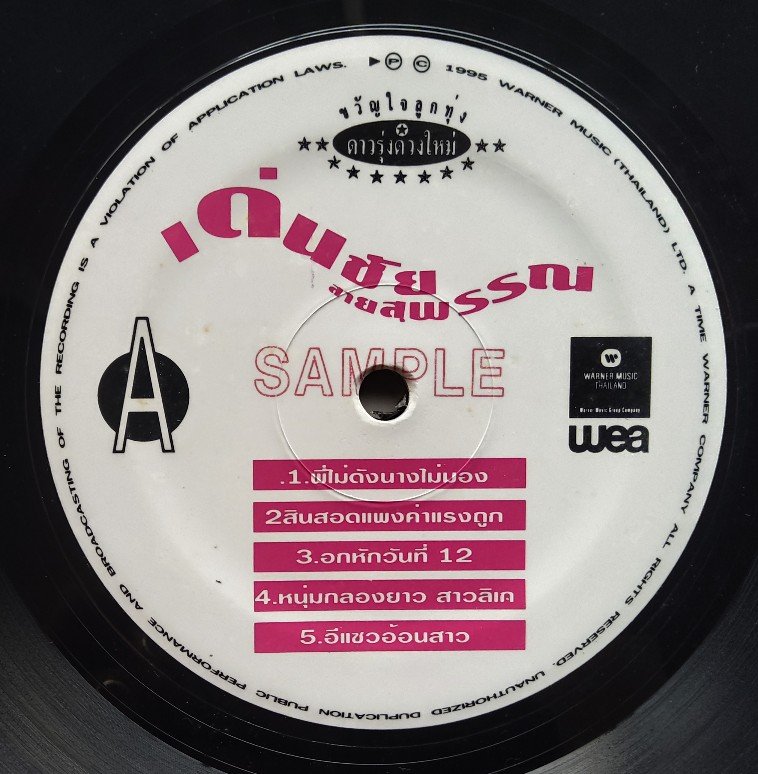 ▶ Ⓟ © 1995 WARNER MUSIC (THAILAND) LTD. A TIME WARNER COMPANY ALL RIGHTS RESERVED. UNAUTHORIZED DUPLICATION PUBLIC PERFORMANCE AND BROADCASTING OF THE RECORDING IS A VIOLATION OF APPLICATION LAWS.
ขวัญใจลูกทุ่ง
ดาวรุ่งดวงใหม่
เด่นชัย
สายสุพรรณ
A
SAMPLE
WARNER MUSIC
THAILAND
Warner Music Group Company
wea
.1.พี่ไม่ดังนางไม่มอง
2สินสอดแพงค่าแรงถูก
3.อกหักวันที่ 12
4.หนุ่มกลองยาว สาวลิเก
5.อีแซวอ้อนสาว